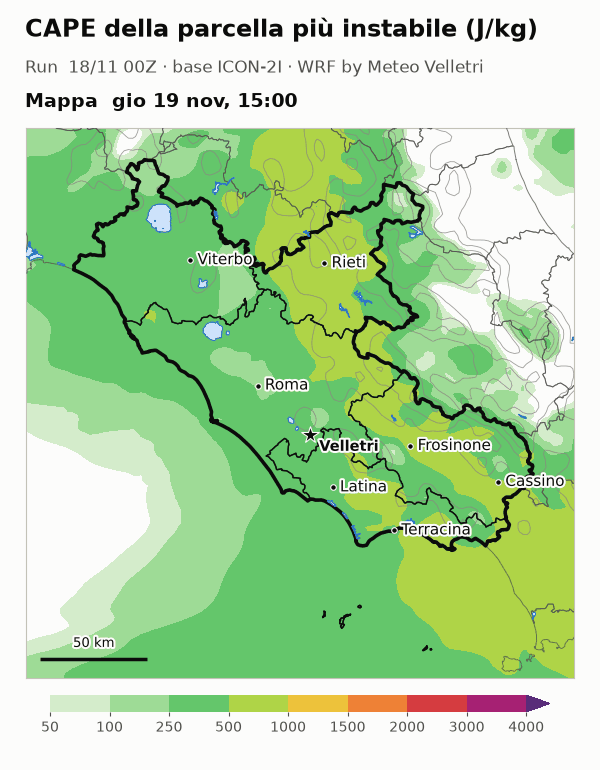 CAPE della parcella più instabile (J/kg)
Run  18/11 00Z · base ICON-2I · WRF by Meteo Velletri
Mappa  gio 19 nov, 15:00
Viterbo
Rieti
Roma
Velletri
Frosinone
Cassino
Latina
Terracina
50 km
50 100 250 500 1000 1500 2000 3000 4000